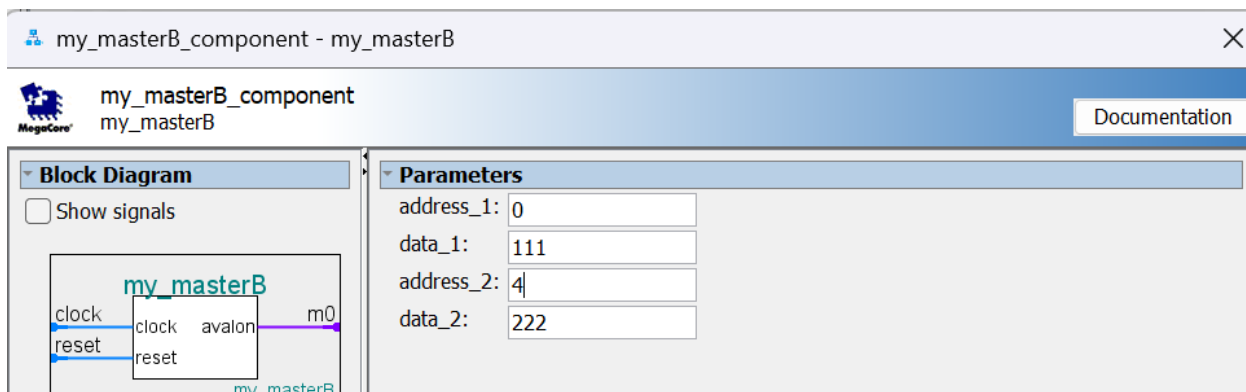 my_masterB_component - my_masterB
my_masterB_component
my_masterB
MegaCore®
Documentation
Block Diagram
Show signals
my_masterB
clock
m0
clock avalon
reset
reset
my_masterB
Parameters
address_1: 0
data_1: 111
address_2: 4
data_2: 222